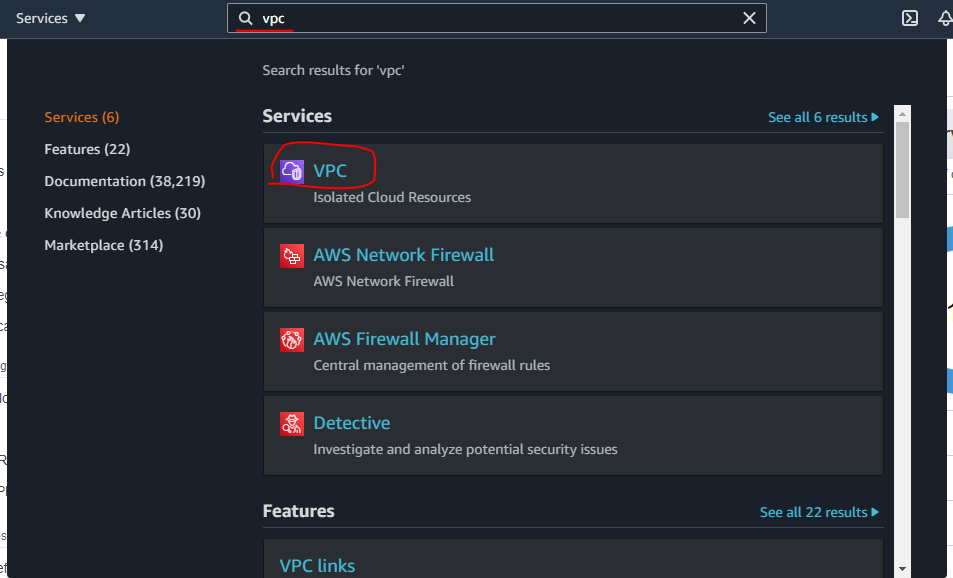 Services
vpc
Search results for 'vpc'
Services (6)
Features (22)
Documentation (38,219)
Knowledge Articles (30)
Marketplace (314)
Services
See all 6 results
VPC
Isolated Cloud Resources
AWS Network Firewall
AWS Network Firewall
AWS Firewall Manager
Central management of firewall rules
Detective
Investigate and analyze potential security issues
Features
See all 22 results
VPC links